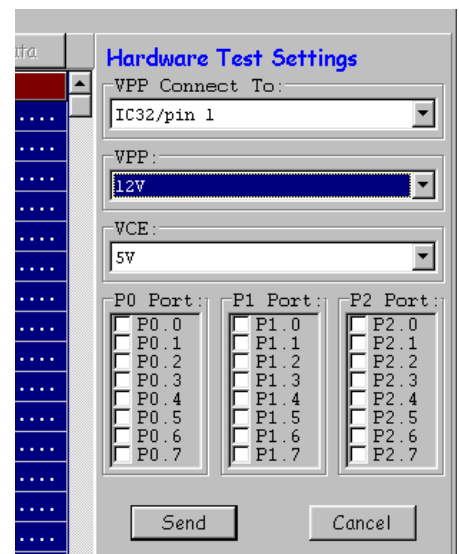 Hardware Test Settings
VPP Connect To:
IC32/pin 1
VPP:
12V
VCE:
5V
P0 Port: P1 Port: P2 Port:
P0.0 P1.0 P2.0
P0.1 P1.1 P2.1
P0.2 P1.2 P2.2
P0.3 P1.3 P2.3
P0.4 P1.4 P2.4
P0.5 P1.5 P2.5
P0.6 P1.6 P2.6
P0.7 P1.7 P2.7
Send Cancel